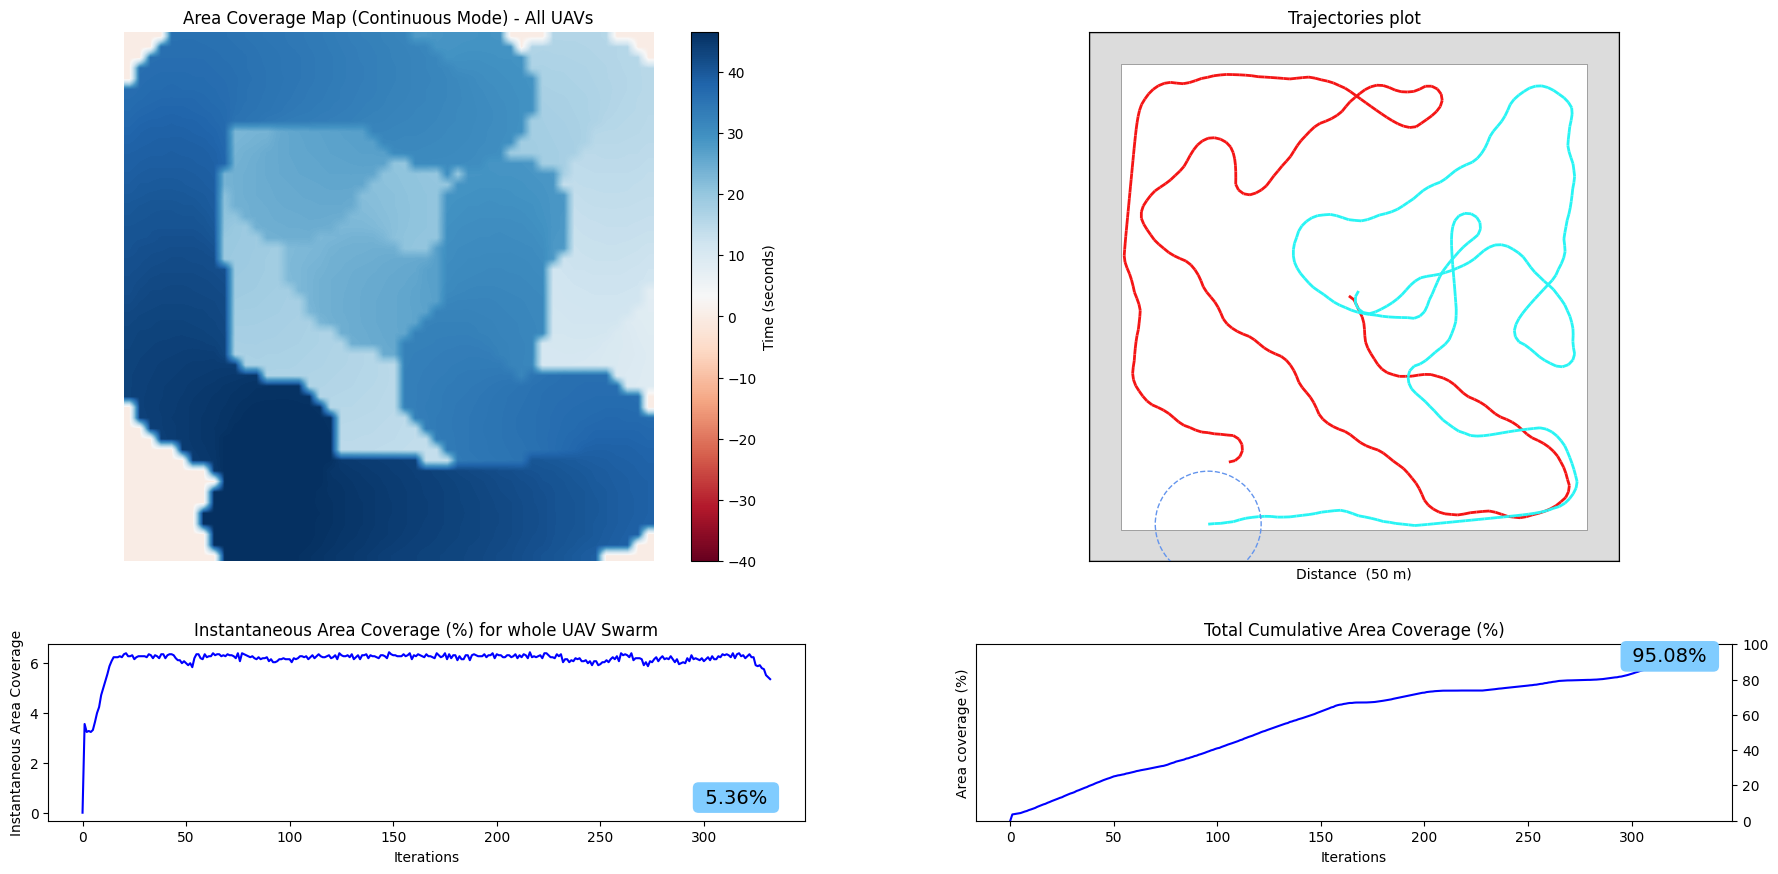 Area Coverage Map (Continuous Mode) - All UAVs
40
30
20
10
0
−10
−20
−30
−40
Time (seconds)
Trajectories plot
Distance  (50 m)
Instantaneous Area Coverage (%) for whole UAV Swarm
Instantaneous Area Coverage
6
4
2
0
5.36%
0 50 100 150 200 250 300
Iterations
Total Cumulative Area Coverage (%)
Area coverage (%)
95.08%
100
80
60
40
20
0
0 50 100 150 200 250 300
Iterations